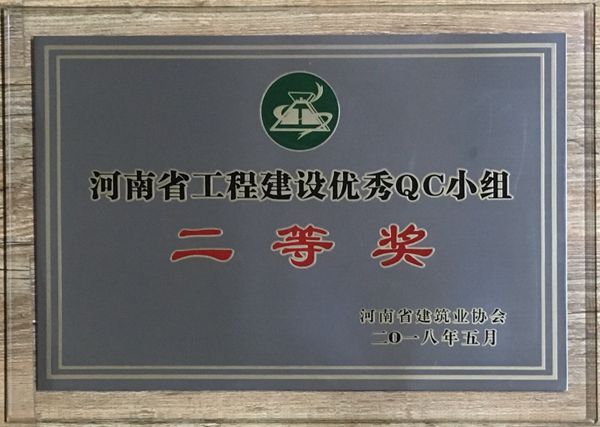 河南省工程建设优秀QC小组
二等奖
河南省建筑业协会
二〇一八年五月